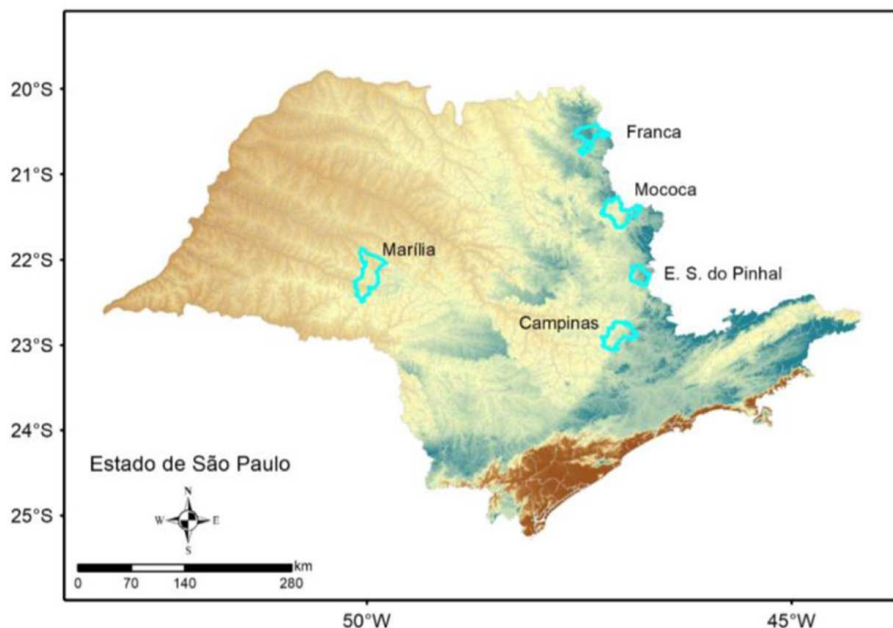 20°S
Franca
21°S
Mococa
22°S
Marília
E. S. do Pinhal
Campinas
23°S
24°S
Estado de São Paulo
N
W E
S
25°S
km
0 70 140 280
50°W 45°W